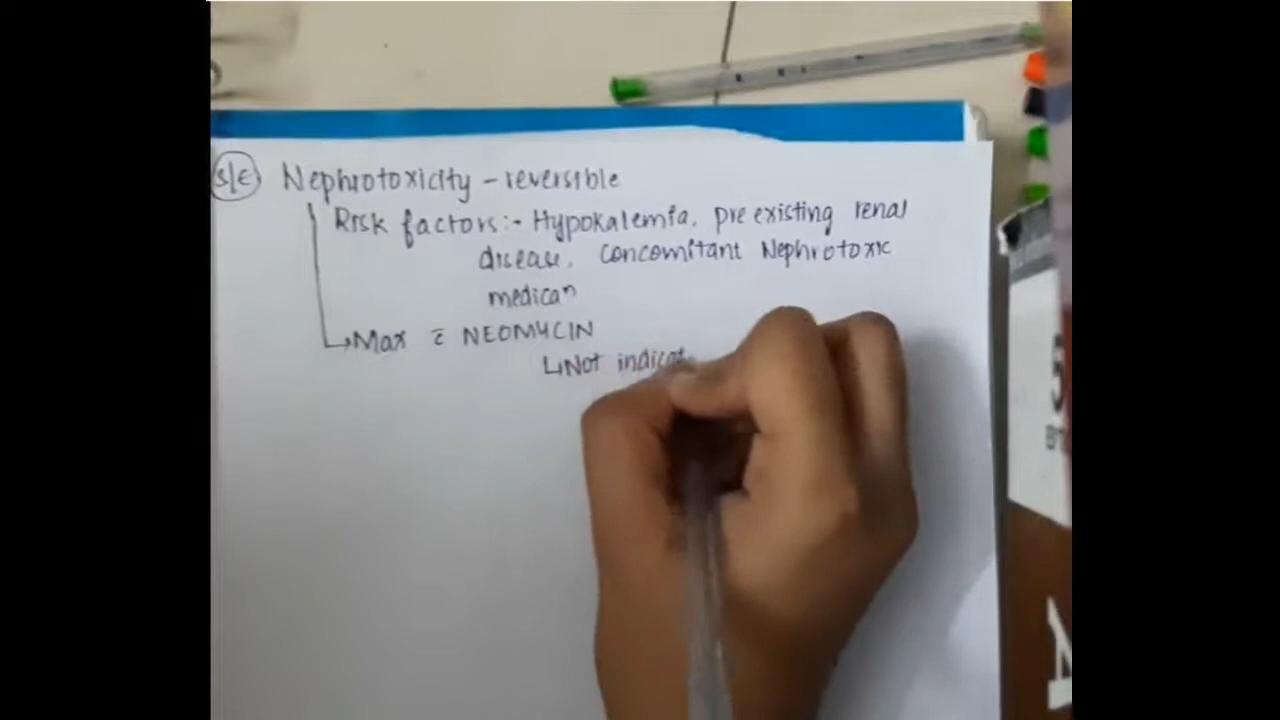 S/E Nephrotoxicity - reversible
Risk factors:- Hypokalemia, pre existing renal
disease, concomitant Nephrotoxic
medicaⁿ
→ Max c̄ NEOMYCIN
↳ Not indicat